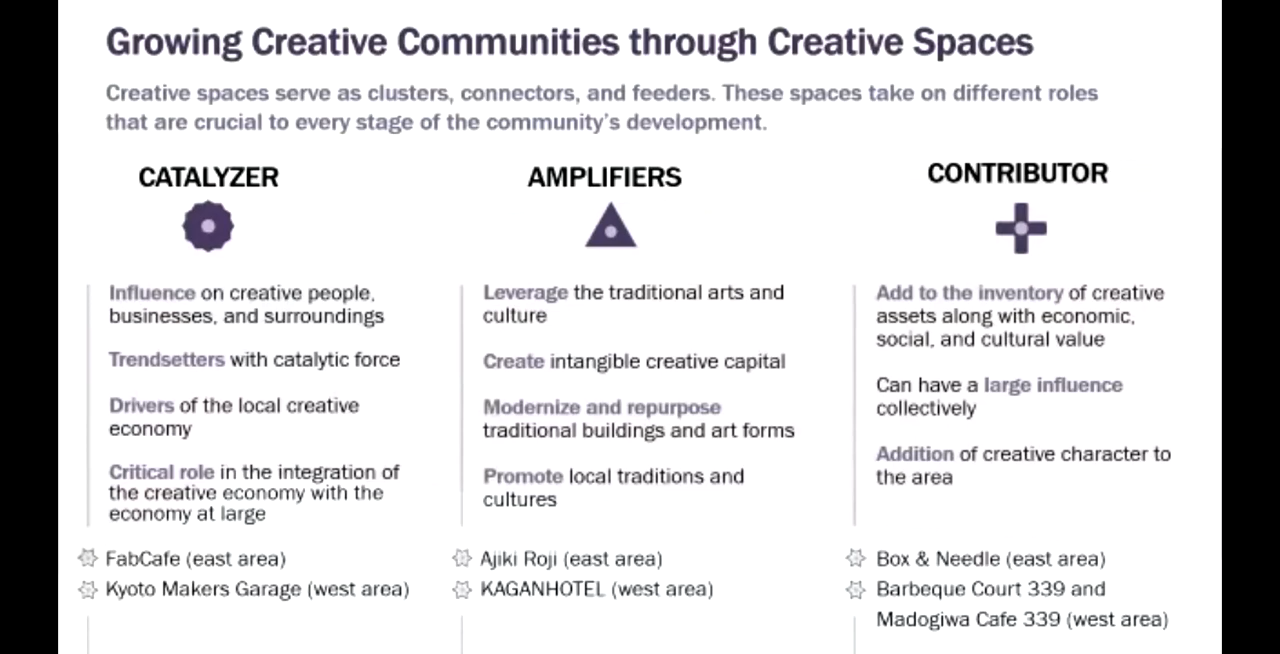 Growing Creative Communities through Creative Spaces
Creative spaces serve as clusters, connectors, and feeders. These spaces take on different roles
that are crucial to every stage of the community's development.
CATALYZER
Influence on creative people,
businesses, and surroundings
Trendsetters with catalytic force
Drivers of the local creative
economy
Critical role in the integration of
the creative economy with the
economy at large
FabCafe (east area)
Kyoto Makers Garage (west area)
AMPLIFIERS
Leverage the traditional arts and
culture
Create intangible creative capital
Modernize and repurpose
traditional buildings and art forms
Promote local traditions and
cultures
Ajiki Roji (east area)
KAGANHOTEL (west area)
CONTRIBUTOR
Add to the inventory of creative
assets along with economic,
social, and cultural value
Can have a large influence
collectively
Addition of creative character to
the area
Box & Needle (east area)
Barbeque Court 339 and
Madogiwa Cafe 339 (west area)